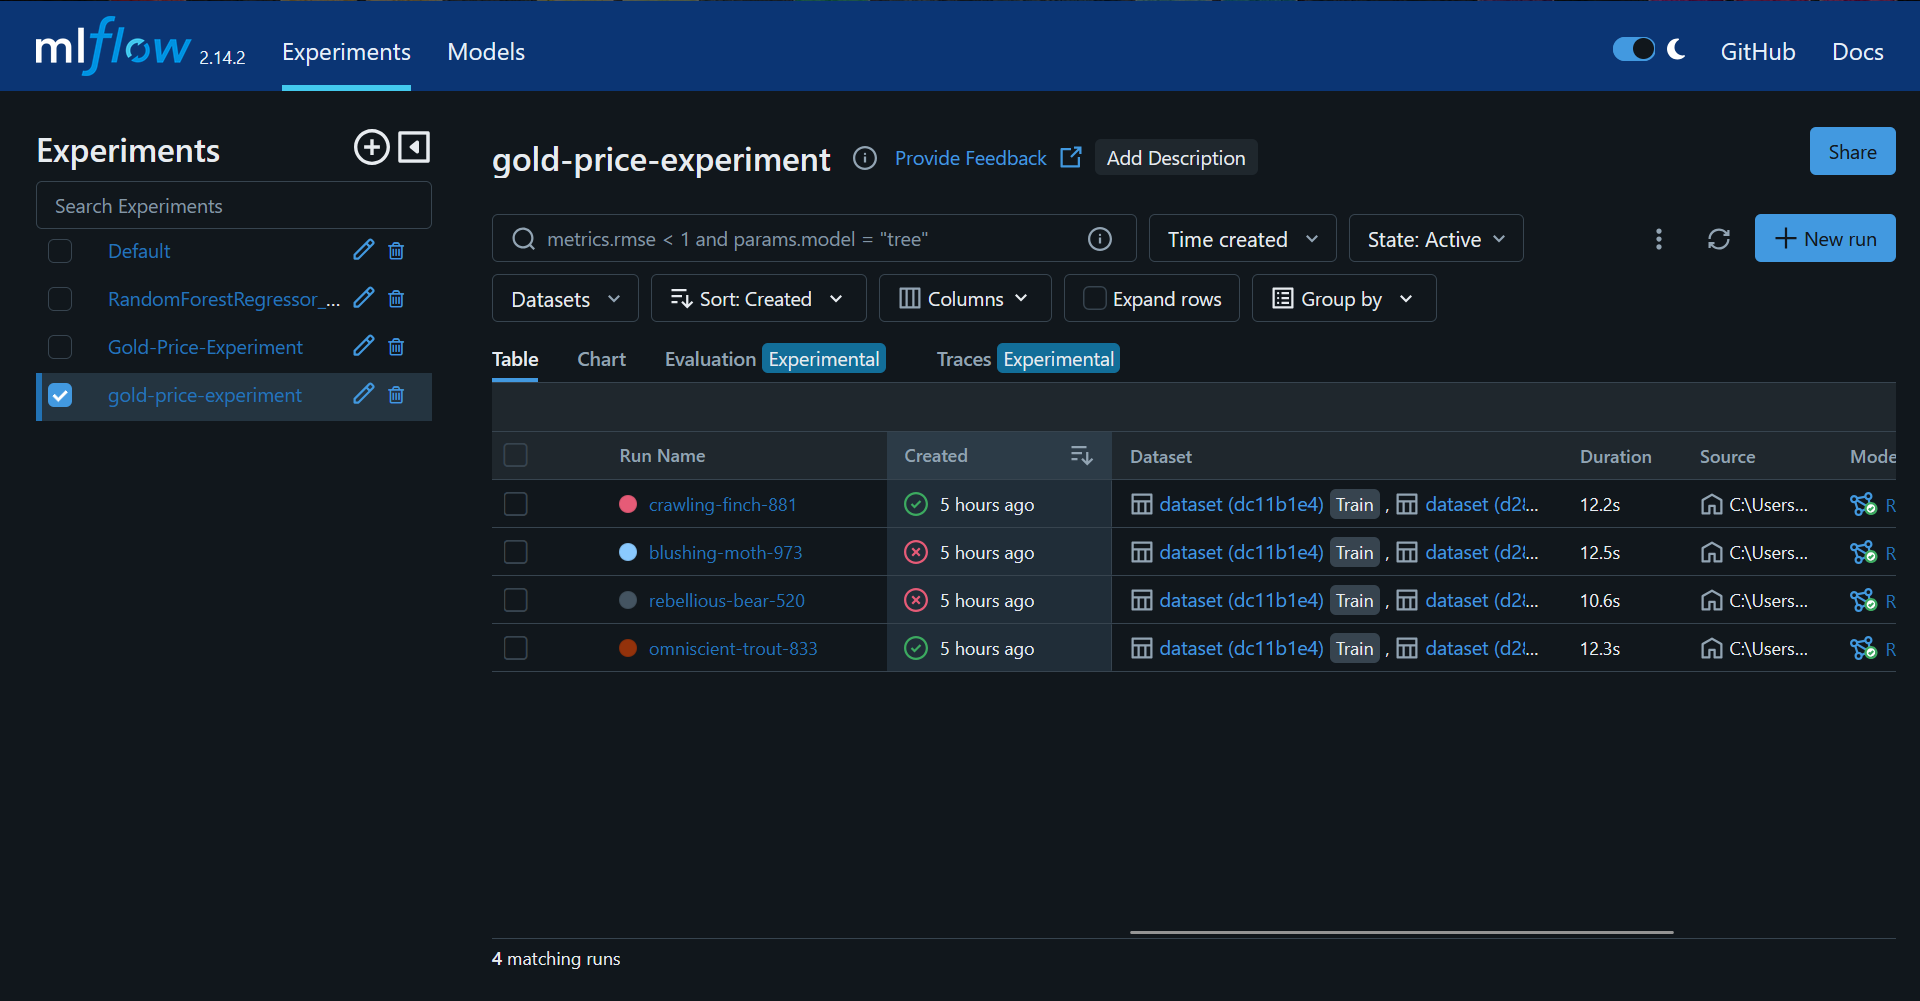 mlflow 2.14.2 Experiments Models GitHub Docs
Experiments
Search Experiments
Default
RandomForestRegressor_...
Gold-Price-Experiment
gold-price-experiment
gold-price-experiment Provide Feedback Add Description Share
metrics.rmse < 1 and params.model = "tree" Time created State: Active New run
Datasets Sort: Created Columns Expand rows Group by
Table Chart Evaluation Experimental Traces Experimental
Run Name Created Dataset Duration Source Mode
crawling-finch-881 5 hours ago dataset (dc11b1e4) Train , dataset (d2... 12.2s C:\Users... R
blushing-moth-973 5 hours ago dataset (dc11b1e4) Train , dataset (d2... 12.5s C:\Users... R
rebellious-bear-520 5 hours ago dataset (dc11b1e4) Train , dataset (d2... 10.6s C:\Users... R
omniscient-trout-833 5 hours ago dataset (dc11b1e4) Train , dataset (d2... 12.3s C:\Users... R
4 matching runs